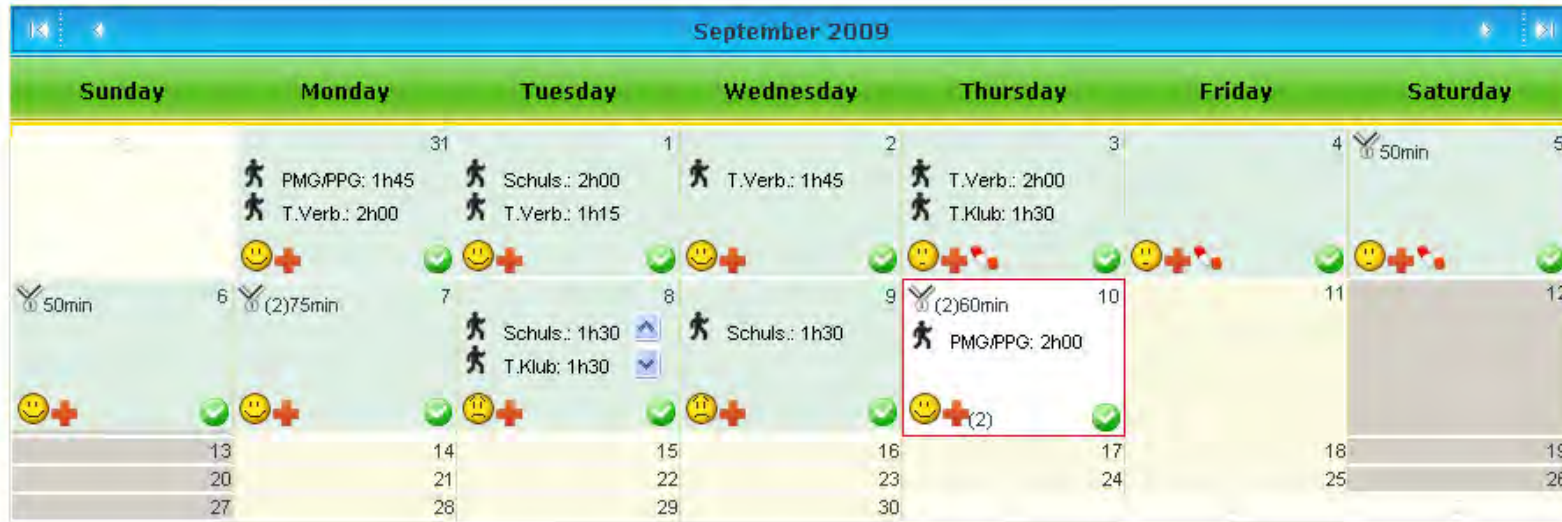 September 2009
Sunday Monday Tuesday Wednesday Thursday Friday Saturday
31 1 2 3 4 50min 5
PMG/PPG: 1h45 Schuls.: 2h00 T.Verb.: 1h45 T.Verb.: 2h00
T.Verb.: 2h00 T.Verb.: 1h15 T.Klub: 1h30
50min 6 (2)75min 7 8 9 (2)60min 10 11 12
Schuls.: 1h30 Schuls.: 1h30 PMG/PPG: 2h00
T.Klub: 1h30
(2)
13 14 15 16 17 18 19
20 21 22 23 24 25 26
27 28 29 30